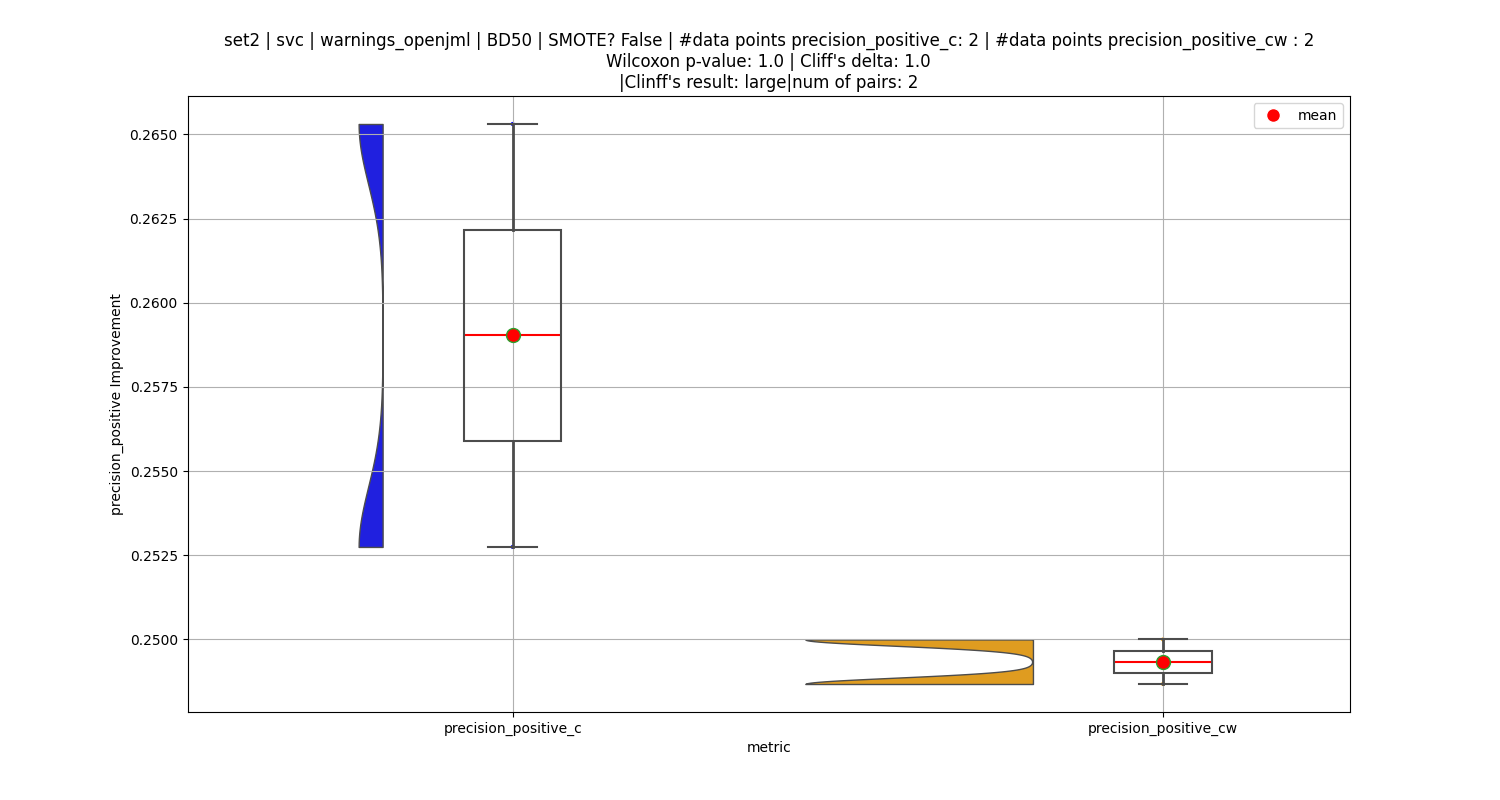 set2 | svc | warnings_openjml | BD50 | SMOTE? False | #data points precision_positive_c: 2 | #data points precision_positive_cw : 2
Wilcoxon p-value: 1.0 | Cliff's delta: 1.0
|Clinff's result: large|num of pairs: 2
mean
0.2650
0.2625
0.2600
0.2575
0.2550
0.2525
0.2500
precision_positive Improvement
precision_positive_c
precision_positive_cw
metric